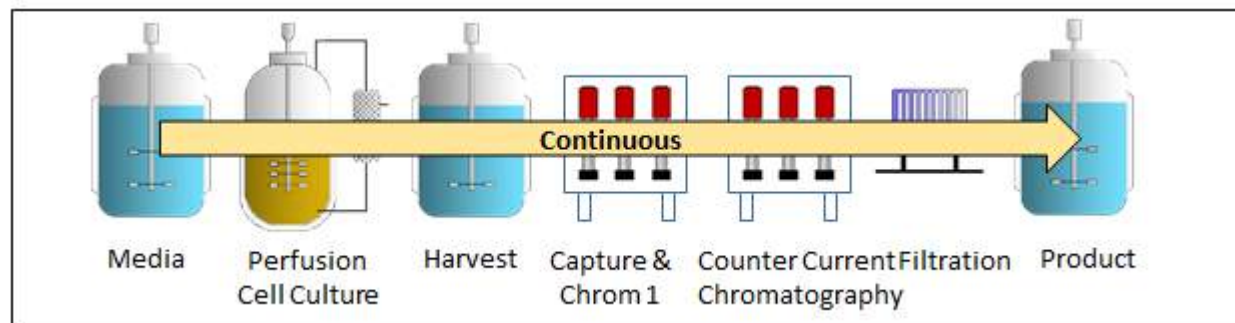 Continuous
Media
Perfusion
Cell Culture
Harvest
Capture &
Chrom 1
Counter Current
Chromatography
Filtration
Product